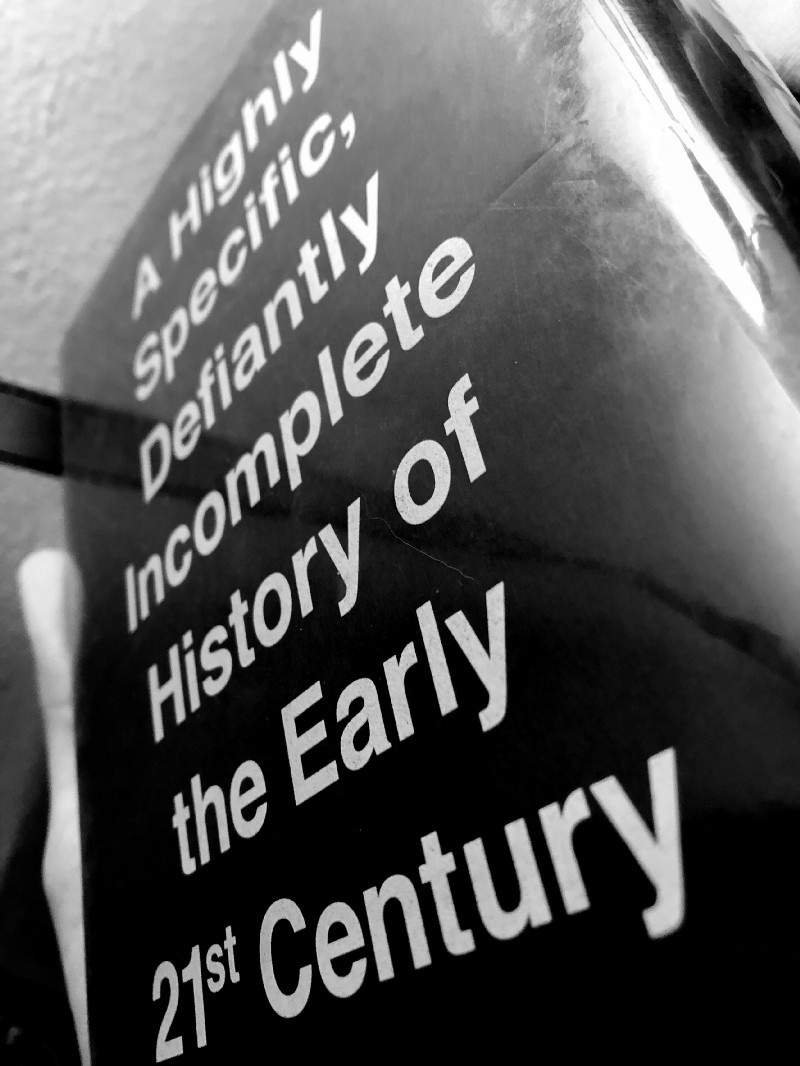 A Highly
Specific,
Defiantly
Incomplete
History of
the Early
21st Century